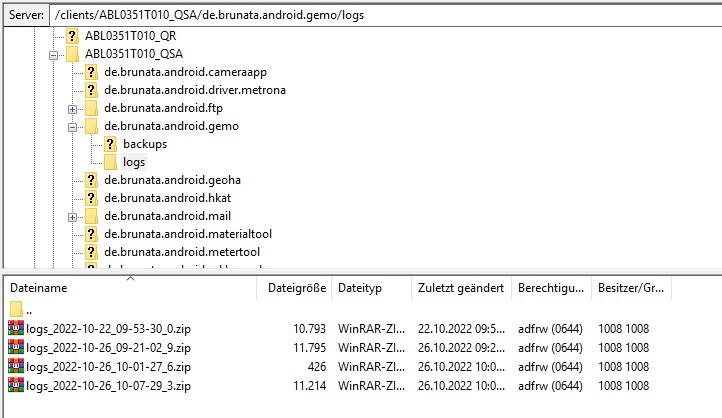 Server: /clients/ABL0351T010_QSA/de.brunata.android.gemo/logs
ABL0351T010_QR
ABL0351T010_QSA
de.brunata.android.cameraapp
de.brunata.android.driver.metrona
de.brunata.android.ftp
de.brunata.android.gemo
backups
logs
de.brunata.android.geoha
de.brunata.android.hkat
de.brunata.android.mail
de.brunata.android.materialtool
de.brunata.android.metertool
Dateiname Dateigröße Dateityp Zuletzt geändert Berechtigu... Besitzer/Gr...
..
logs_2022-10-22_09-53-30_0.zip 10.793 WinRAR-ZI... 22.10.2022 09:5... adfrw (0644) 1008 1008
logs_2022-10-26_09-21-02_9.zip 11.795 WinRAR-ZI... 26.10.2022 09:2... adfrw (0644) 1008 1008
logs_2022-10-26_10-01-27_6.zip 426 WinRAR-ZI... 26.10.2022 10:0... adfrw (0644) 1008 1008
logs_2022-10-26_10-07-29_3.zip 11.214 WinRAR-ZI... 26.10.2022 10:0... adfrw (0644) 1008 1008